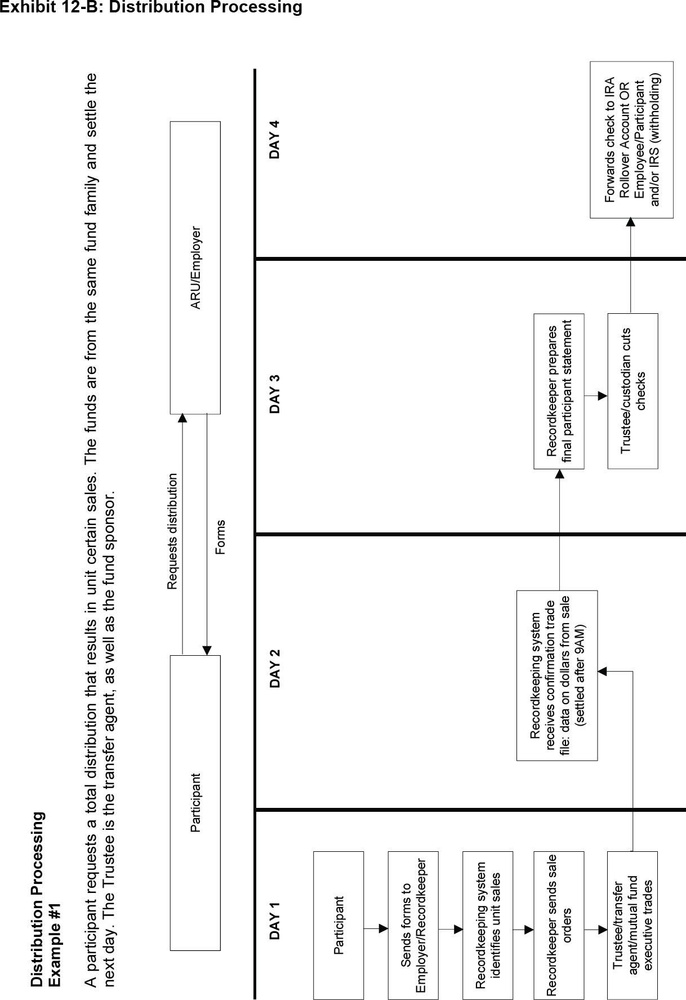 Exhibit 12-B: Distribution Processing
Distribution Processing
Example #1
A participant requests a total distribution that results in unit certain sales. The funds are from the same fund family and settle the
next day. The Trustee is the transfer agent, as well as the fund sponsor.
Participant
Requests distribution
Forms
ARU/Employer
DAY 1
Participant
Sends forms to
Employer/Recordkeeper
Recordkeeping system
identifies unit sales
Recordkeeper sends sale
orders
Trustee/transfer
agent/mutual fund
executive trades
DAY 2
Recordkeeping system
receives confirmation trade
file: data on dollars from sale
(settled after 9AM)
DAY 3
Recordkeeper prepares
final participant statement
Trustee/custodian cuts
checks
DAY 4
Forwards check to IRA
Rollover Account OR
Employee/Participant
and/or IRS (withholding)